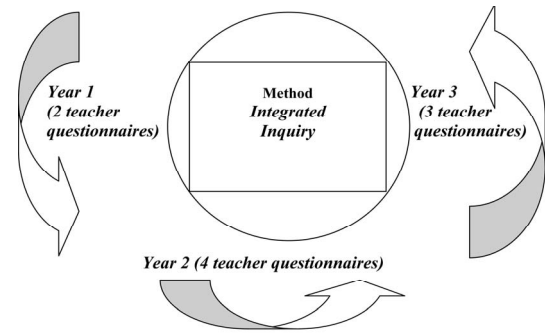 Year 1
(2 teacher
questionnaires)
Method
Integrated
Inquiry
Year 3
(3 teacher
questionnaires)
Year 2 (4 teacher questionnaires)